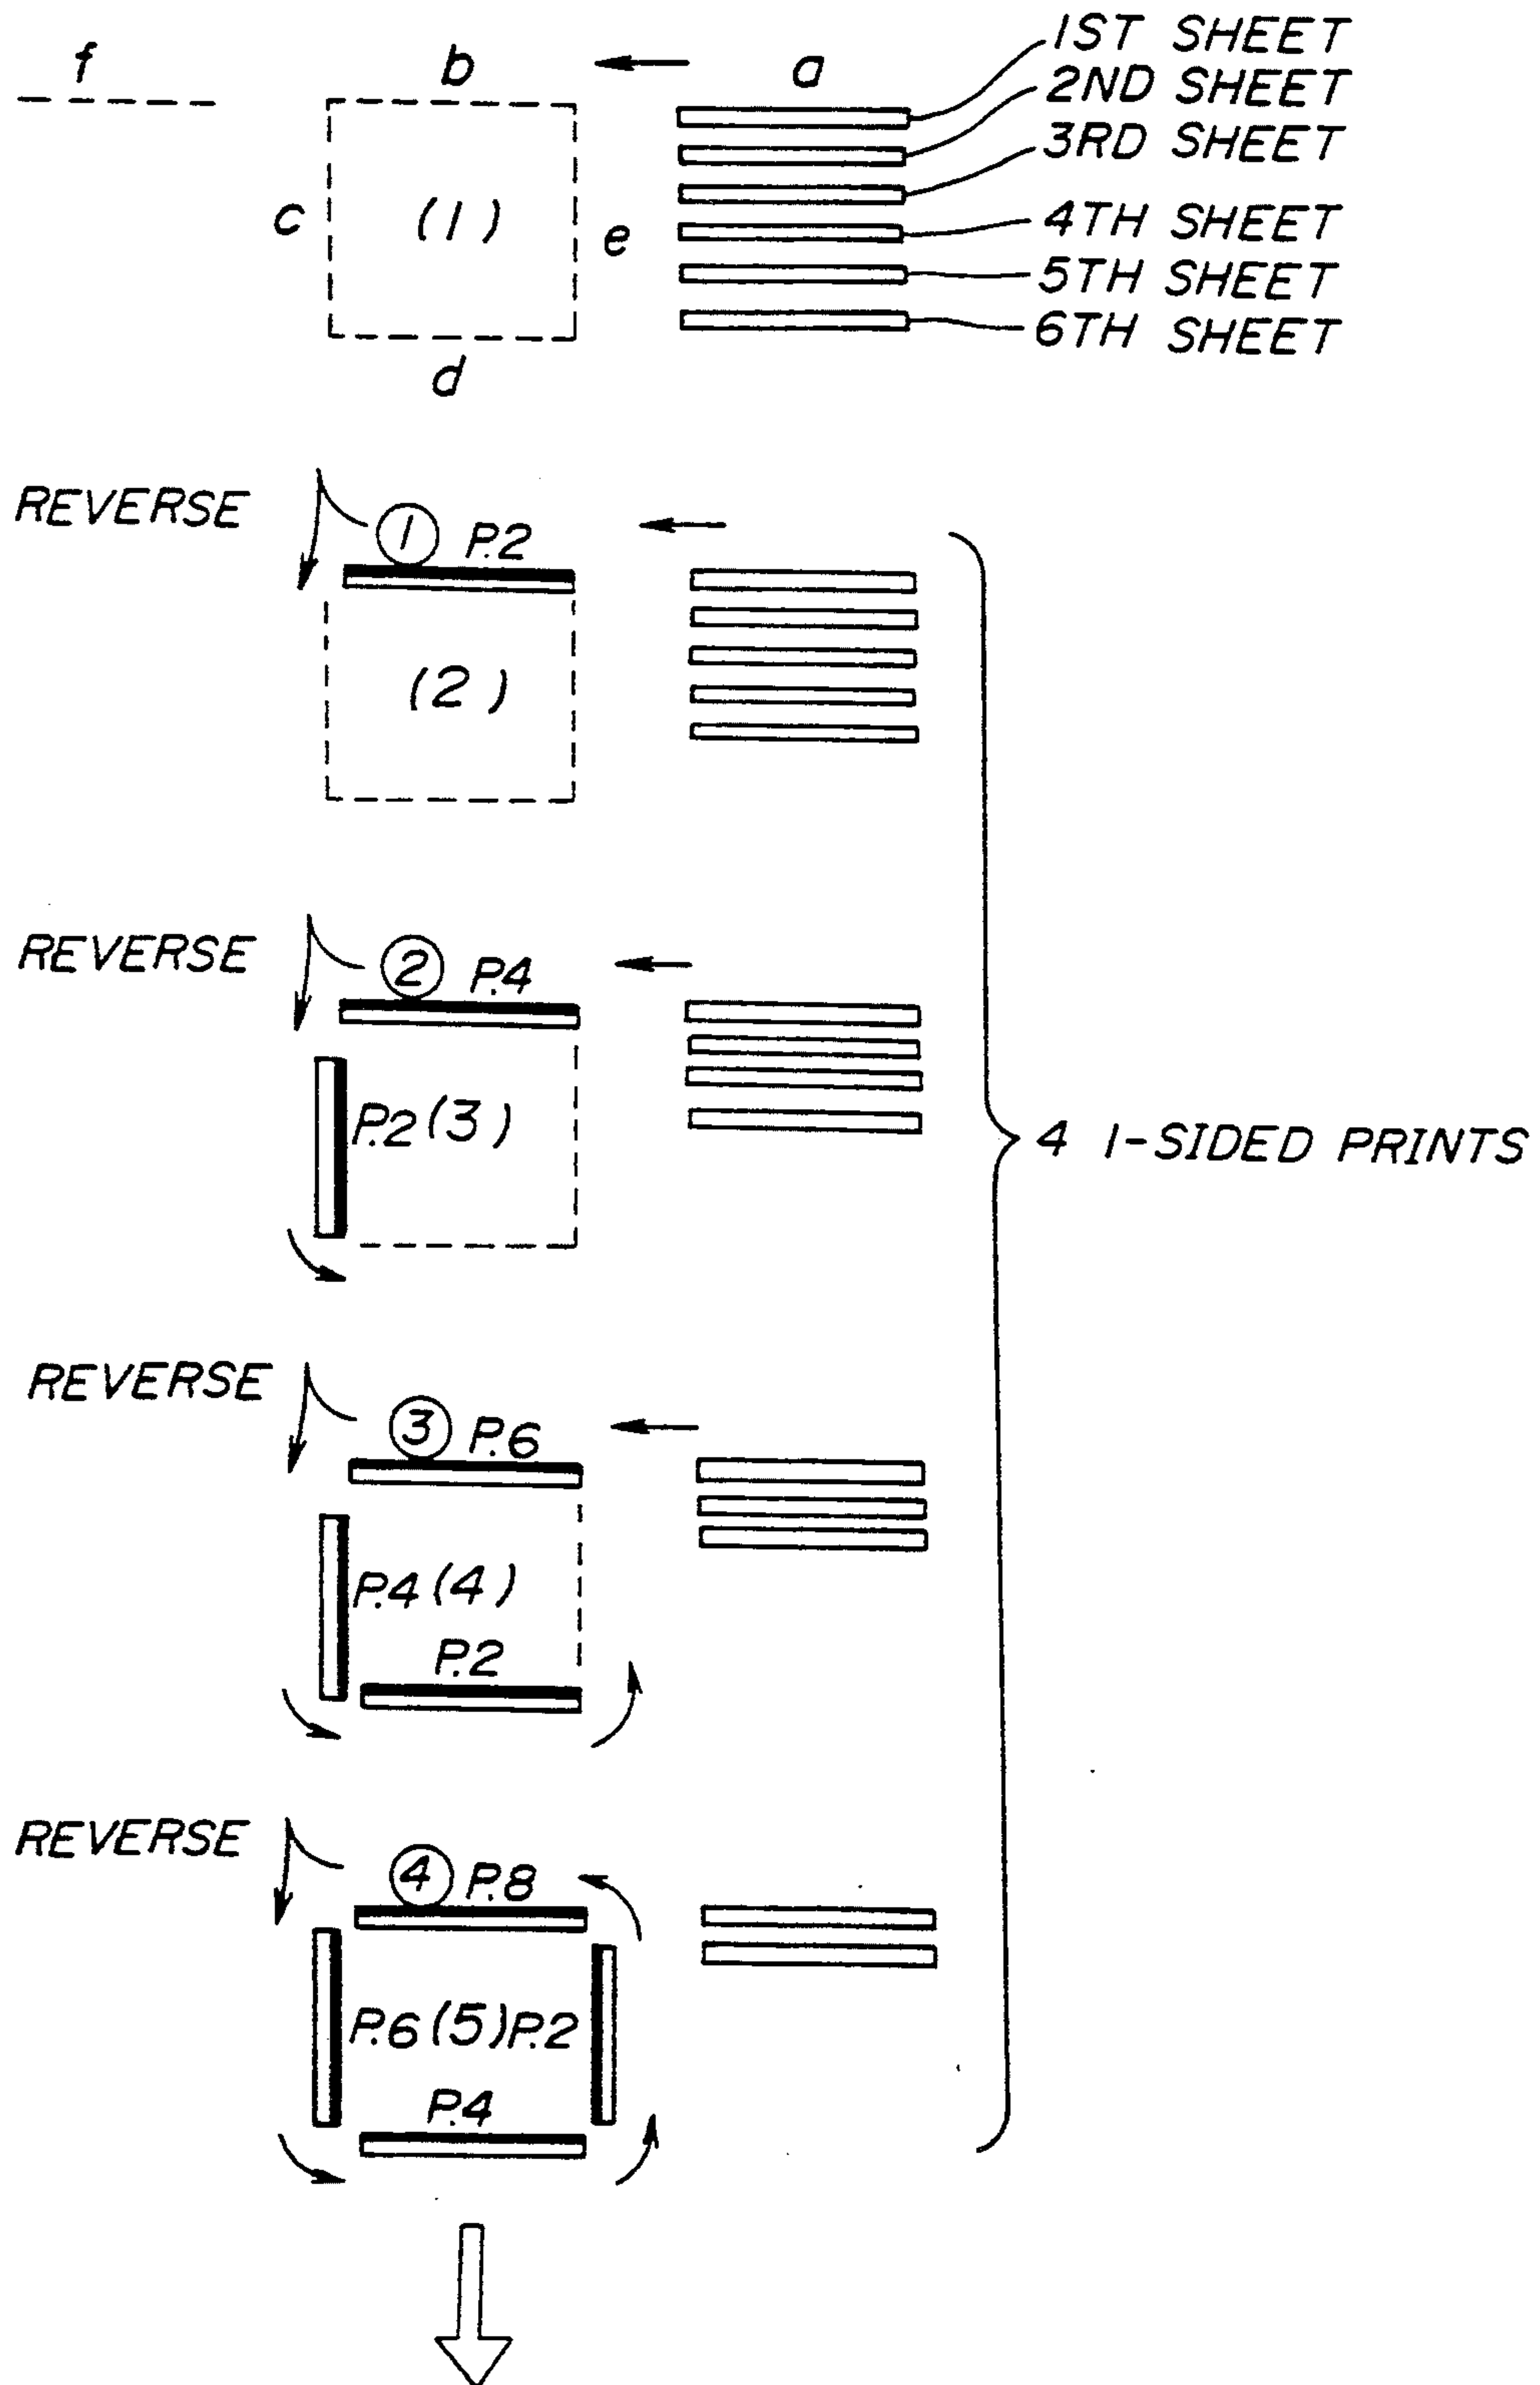 f
b
a
1ST SHEET
2ND SHEET
3RD SHEET
4TH SHEET
5TH SHEET
6TH SHEET
c
(1)
e
d
REVERSE
1 P.2
(2)
REVERSE
2 P.4
P.2 (3)
4 1-SIDED PRINTS
REVERSE
3 P.6
P.4 (4)
P.2
REVERSE
4 P.8
P.6 (5) P.2
P.4